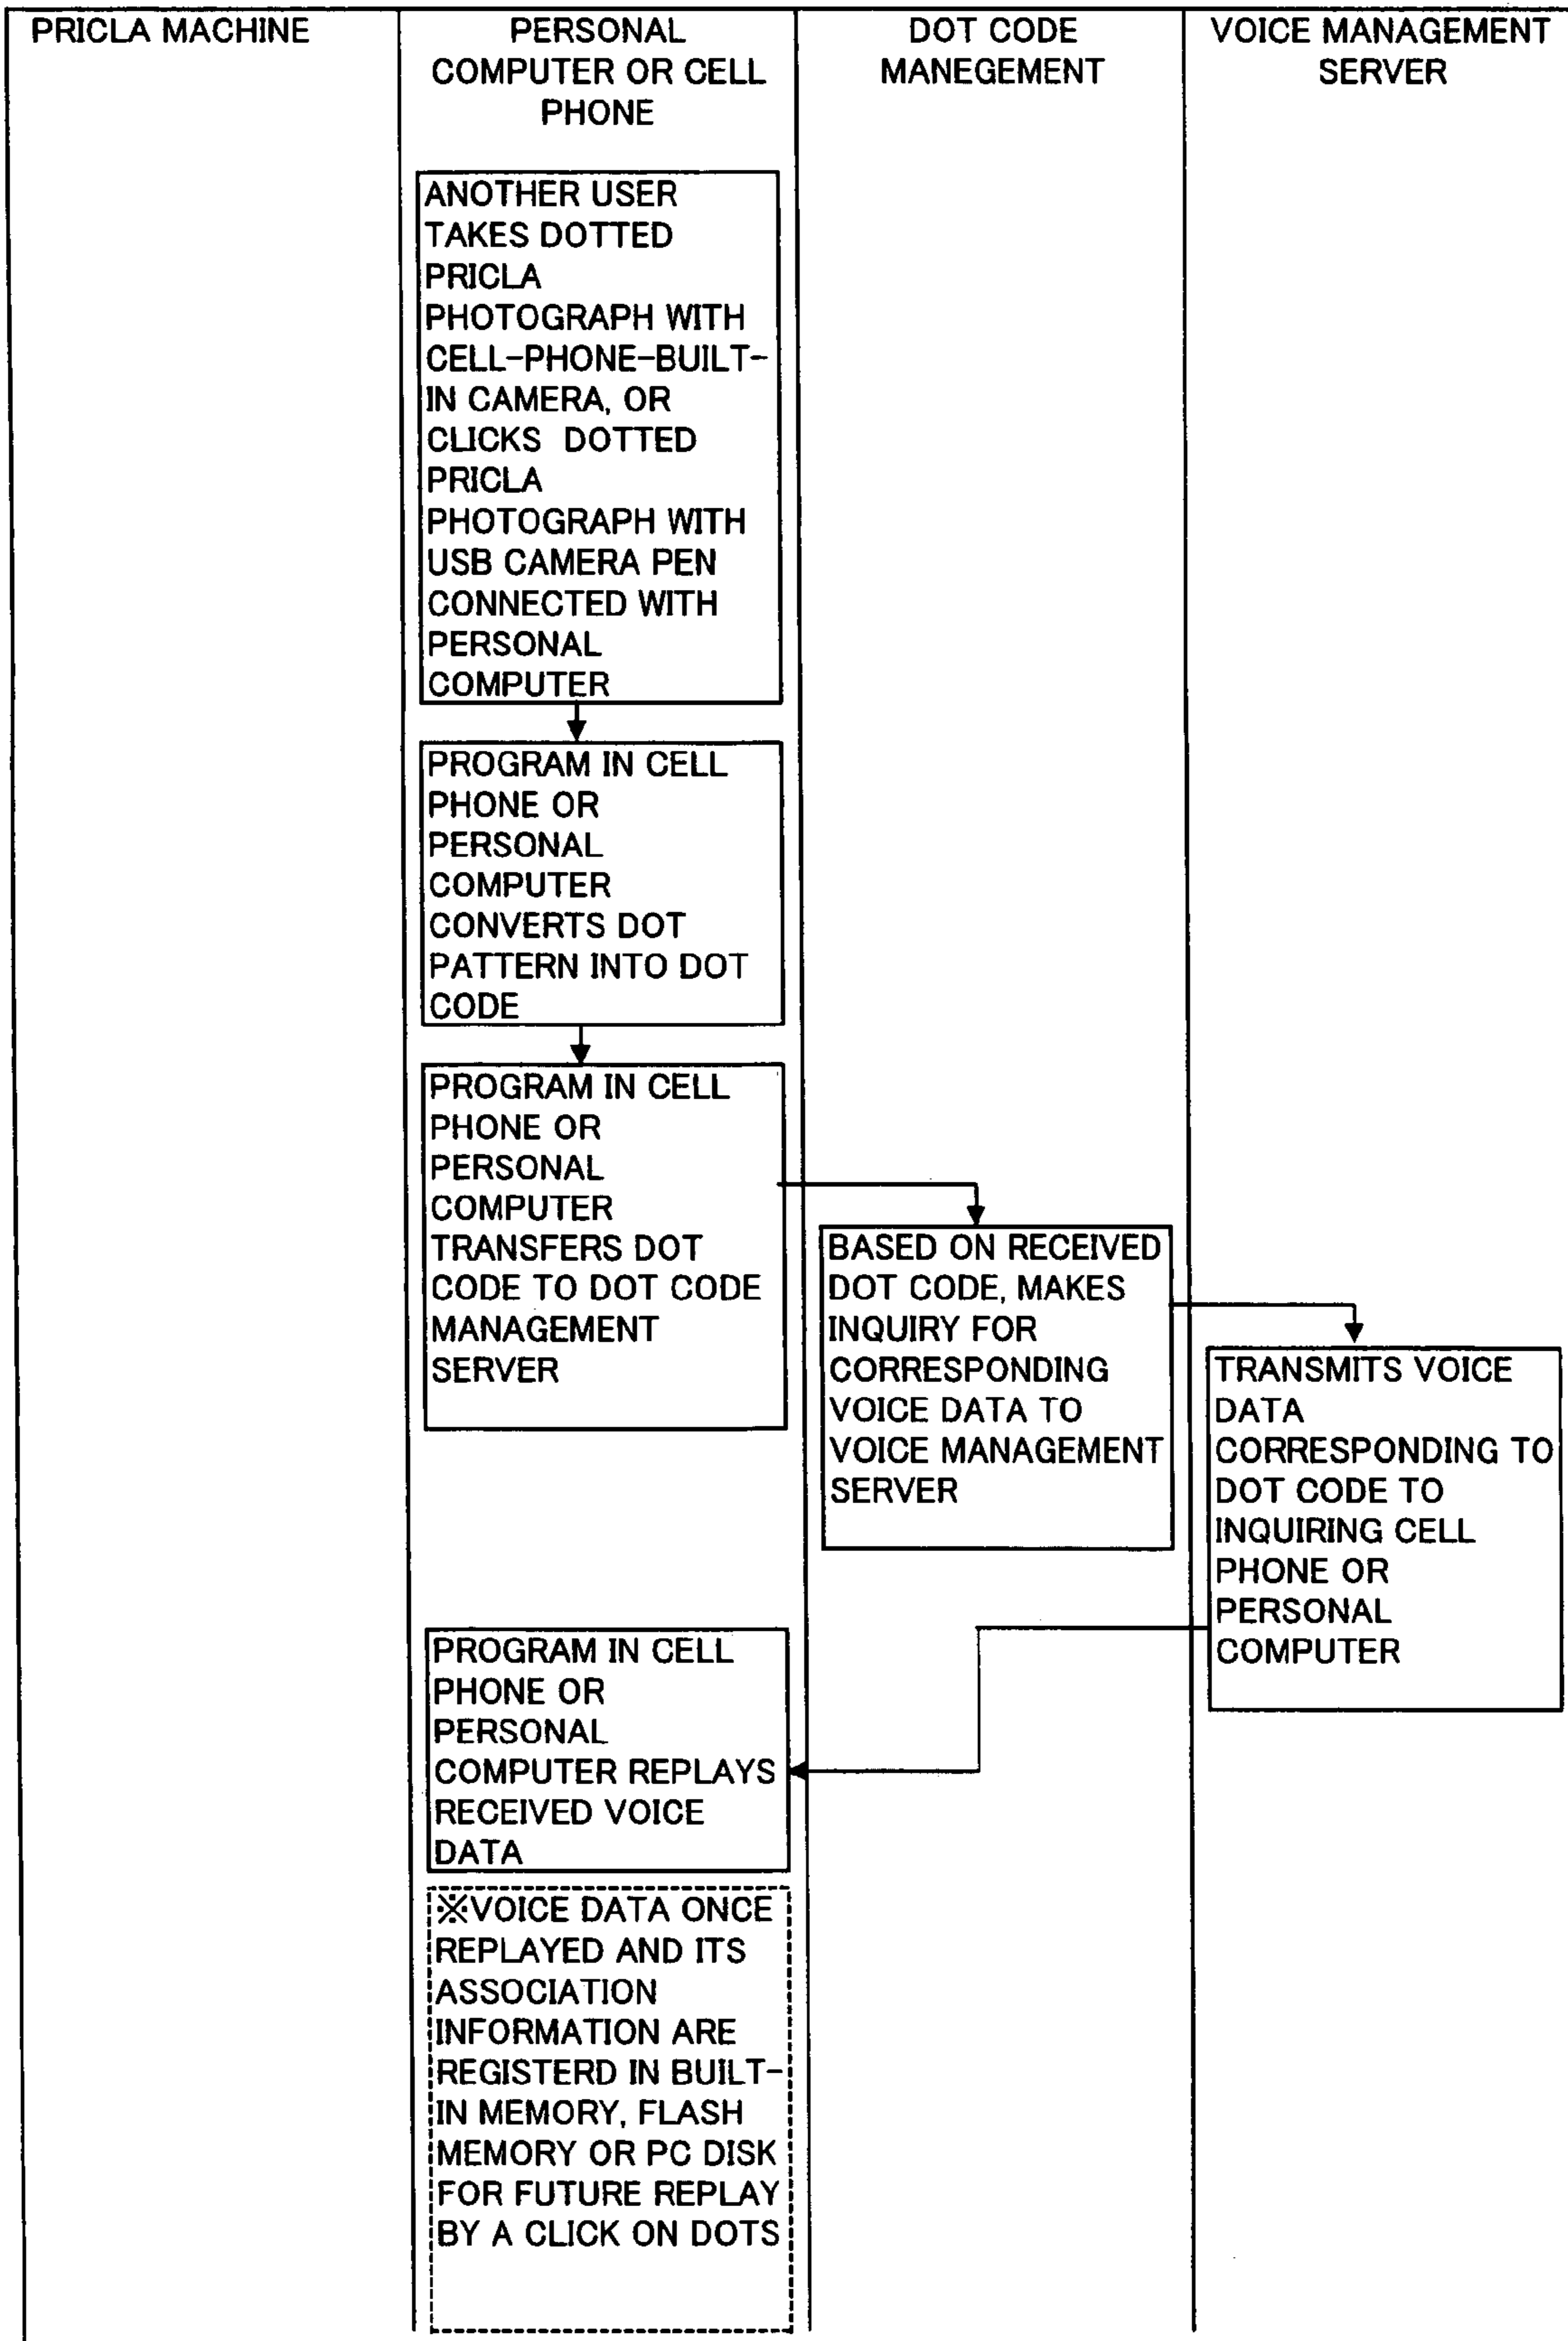 PRICLA MACHINE
PERSONAL
COMPUTER OR CELL
PHONE
DOT CODE
MANEGEMENT
VOICE MANAGEMENT
SERVER
ANOTHER USER
TAKES DOTTED
PRICLA
PHOTOGRAPH WITH
CELL-PHONE-BUILT-
IN CAMERA, OR
CLICKS DOTTED
PRICLA
PHOTOGRAPH WITH
USB CAMERA PEN
CONNECTED WITH
PERSONAL
COMPUTER
PROGRAM IN CELL
PHONE OR
PERSONAL
COMPUTER
CONVERTS DOT
PATTERN INTO DOT
CODE
PROGRAM IN CELL
PHONE OR
PERSONAL
COMPUTER
TRANSFERS DOT
CODE TO DOT CODE
MANAGEMENT
SERVER
BASED ON RECEIVED
DOT CODE, MAKES
INQUIRY FOR
CORRESPONDING
VOICE DATA TO
VOICE MANAGEMENT
SERVER
TRANSMITS VOICE
DATA
CORRESPONDING TO
DOT CODE TO
INQUIRING CELL
PHONE OR
PERSONAL
COMPUTER
PROGRAM IN CELL
PHONE OR
PERSONAL
COMPUTER REPLAYS
RECEIVED VOICE
DATA
※VOICE DATA ONCE
REPLAYED AND ITS
ASSOCIATION
INFORMATION ARE
REGISTERD IN BUILT-
IN MEMORY, FLASH
MEMORY OR PC DISK
FOR FUTURE REPLAY
BY A CLICK ON DOTS